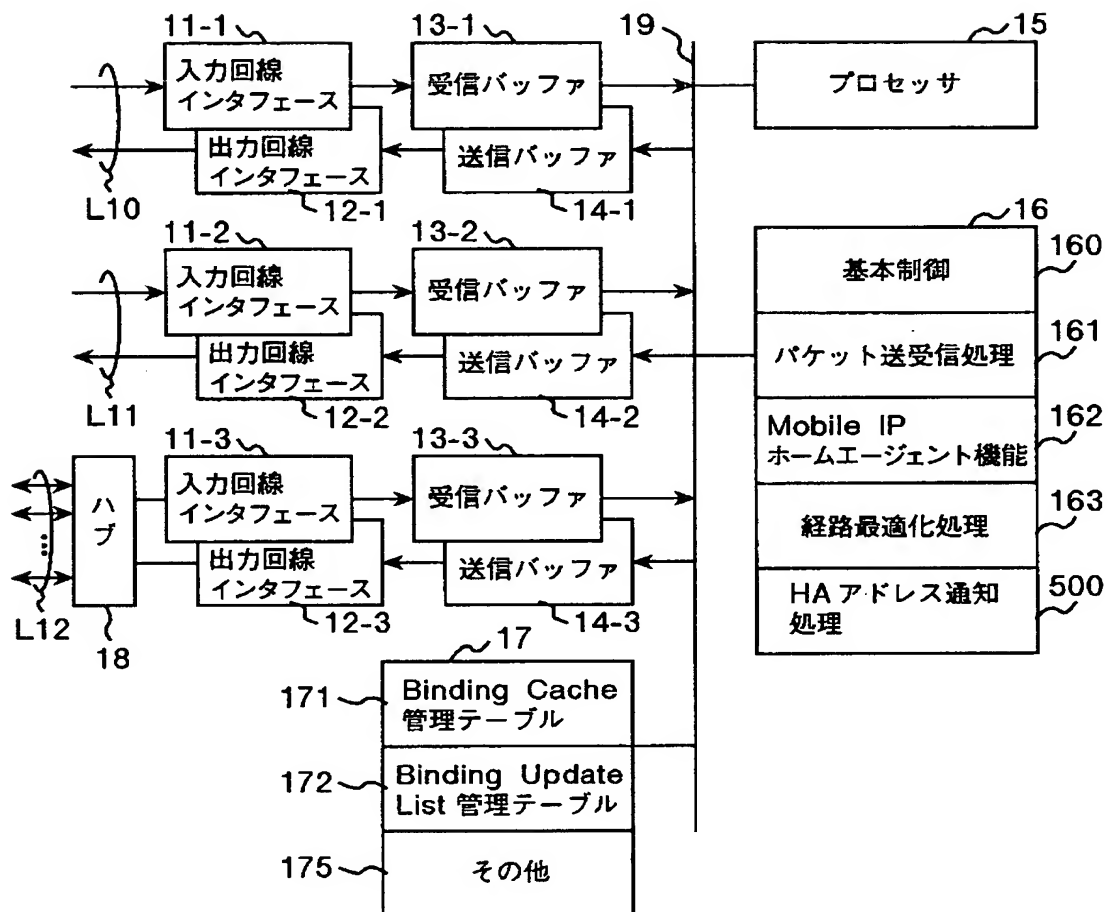 11-1
13-1
19
15
入力回線
インタフェース
受信バッファ
プロセッサ
出力回線
インタフェース
送信バッファ
L10
12-1
14-1
11-2
13-2
16
入力回線
インタフェース
受信バッファ
基本制御
160
出力回線
インタフェース
送信バッファ
パケット送受信処理
161
L11
12-2
14-2
11-3
13-3
Mobile IP
ホームエージェント機能
162
ハブ
入力回線
インタフェース
受信バッファ
経路最適化処理
163
...
出力回線
インタフェース
送信バッファ
HAアドレス通知
処理
500
L12
18
12-3
14-3
17
171
Binding Cache
管理テーブル
172
Binding Update
List 管理テーブル
175
その他